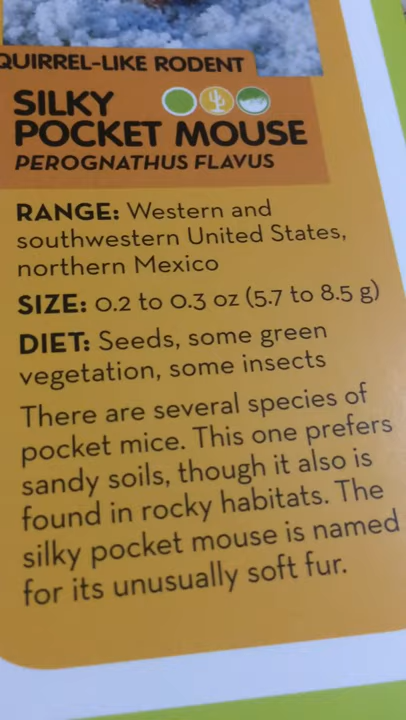 QUIRREL-LIKE RODENT
SILKY
POCKET MOUSE
PEROGNATHUS FLAVUS
RANGE: Western and
southwestern United States,
northern Mexico
SIZE: 0.2 to 0.3 oz (5.7 to 8.5 g)
DIET: Seeds, some green
vegetation, some insects
There are several species of
pocket mice. This one prefers
sandy soils, though it also is
found in rocky habitats. The
silky pocket mouse is named
for its unusually soft fur.